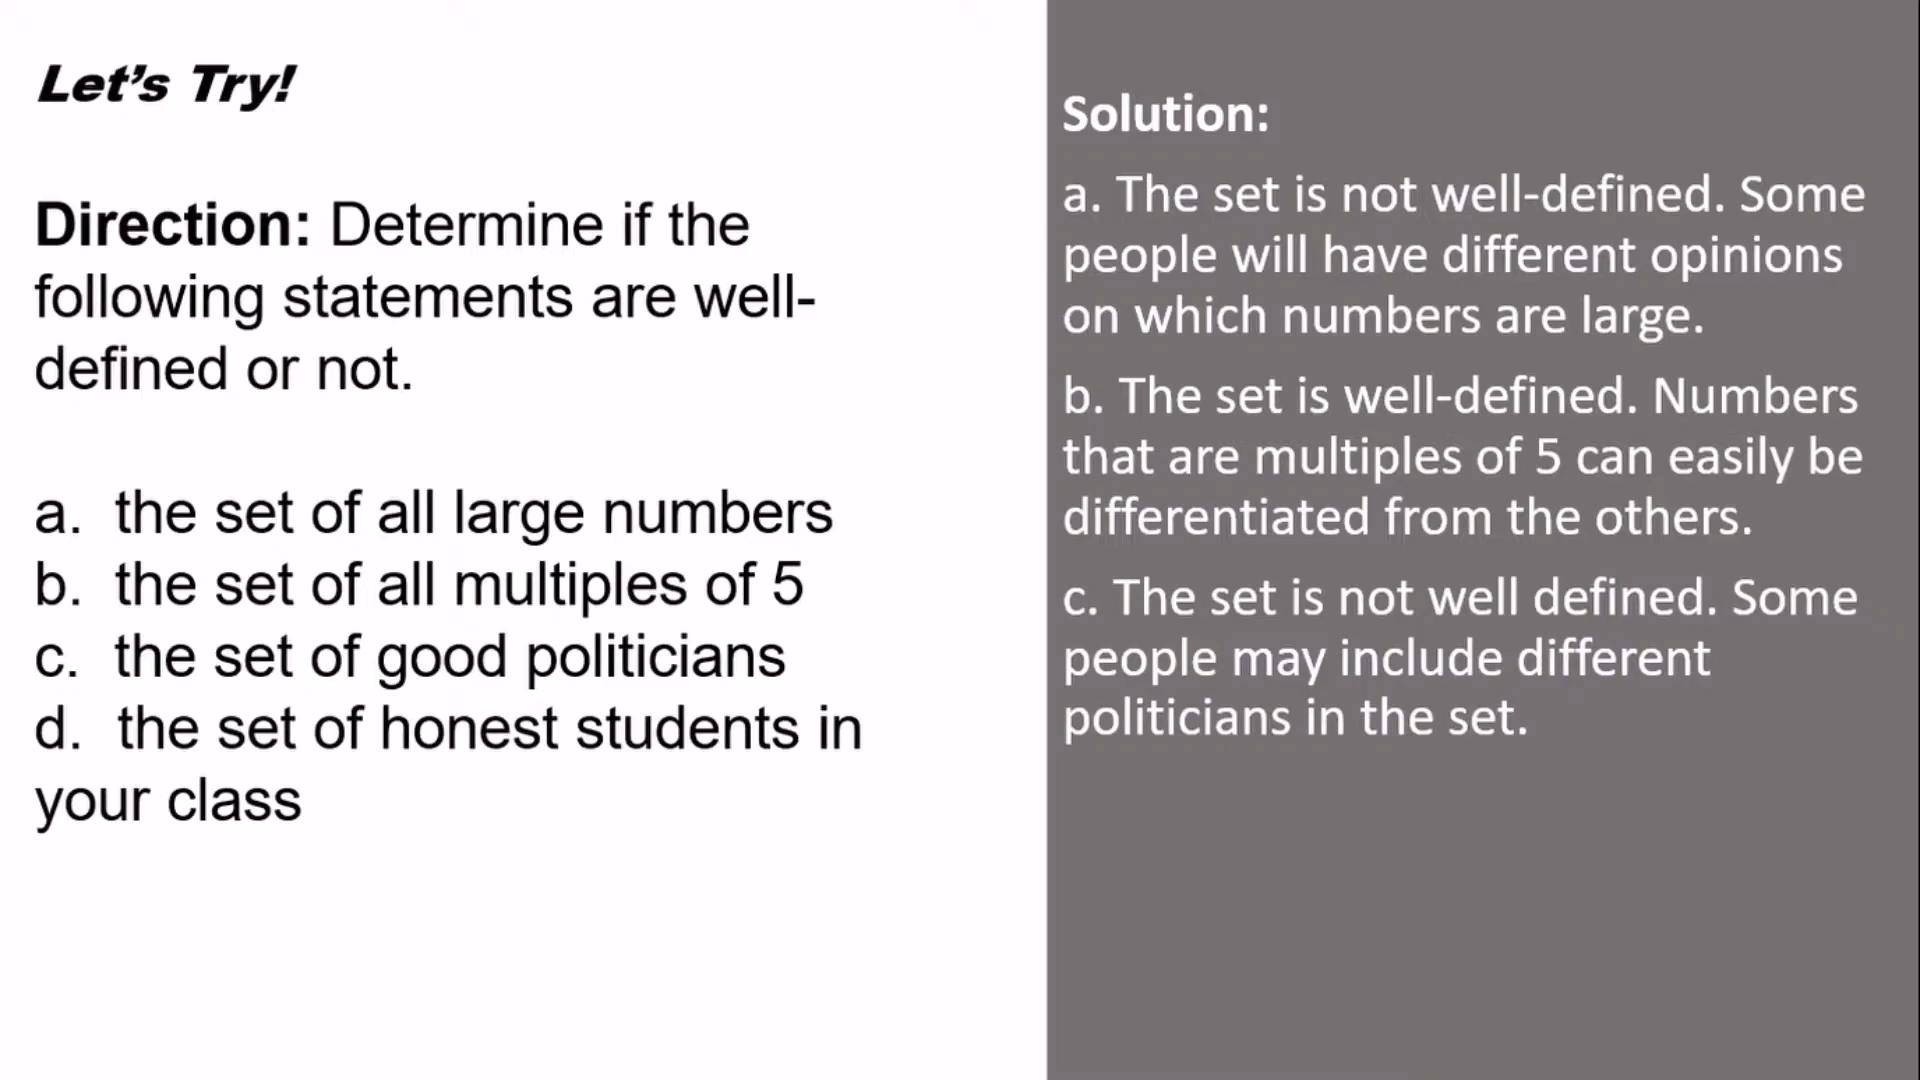 Let's Try!
Direction: Determine if the
following statements are well-
defined or not.
a. the set of all large numbers
b. the set of all multiples of 5
c. the set of good politicians
d. the set of honest students in
your class
Solution:
a. The set is not well-defined. Some
people will have different opinions
on which numbers are large.
b. The set is well-defined. Numbers
that are multiples of 5 can easily be
differentiated from the others.
c. The set is not well defined. Some
people may include different
politicians in the set.